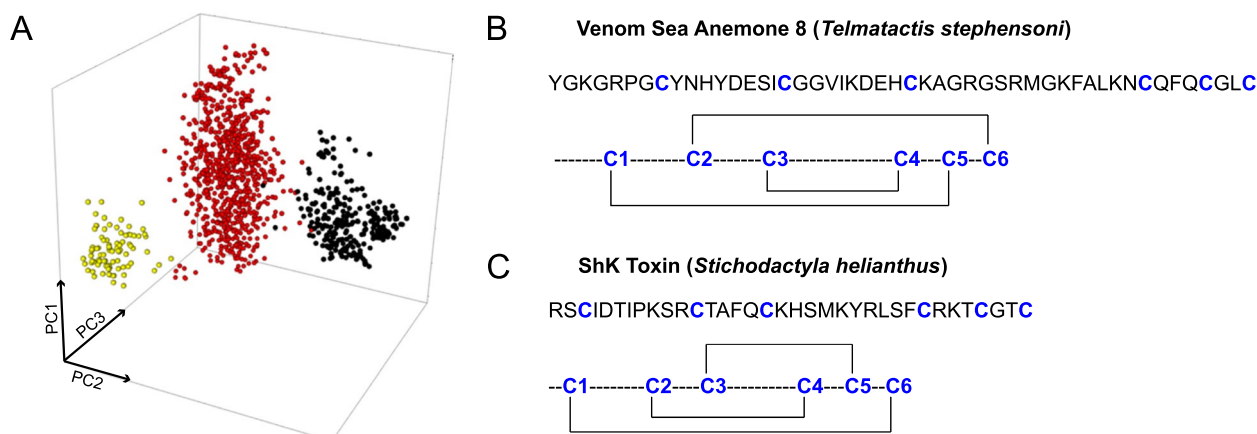 A
PC1
PC3
PC2
B
Venom Sea Anemone 8 (Telmatactis stephensoni)
YGKGRPGCYNHYDESICGGVIKDEHCKAGRGSRMGKFALKNCQFQCGLC
------C1--------C2-----C3-------------C4---C5--C6
C
ShK Toxin (Stichodactyla helianthus)
RSCIDTIPKSRCTAFQCKHSMKYRLSFCRKTCGTC
--C1-------C2---C3----------C4---C5--C6